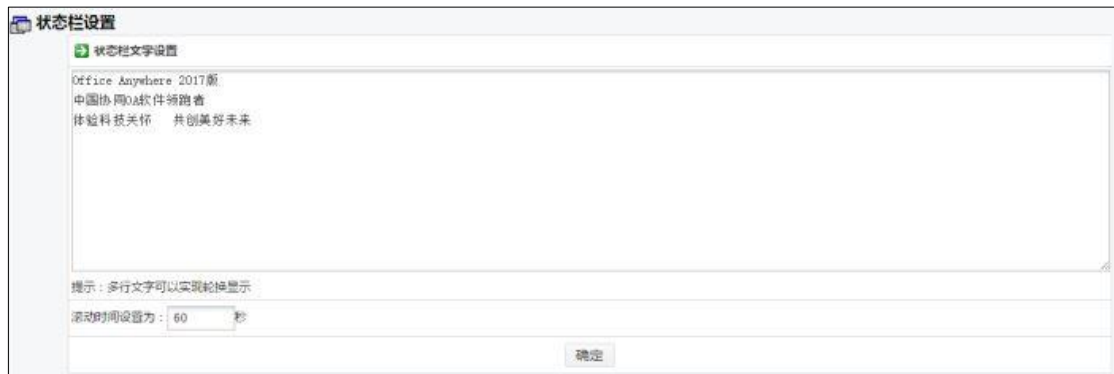 状态栏设置
状态栏文字设置
Office Anywhere 2017版
中国协同OA软件领跑者
体验科技关怀   共创美好未来
提示：多行文字可以实现轮换显示
滚动时间设置为： 60 秒
确定